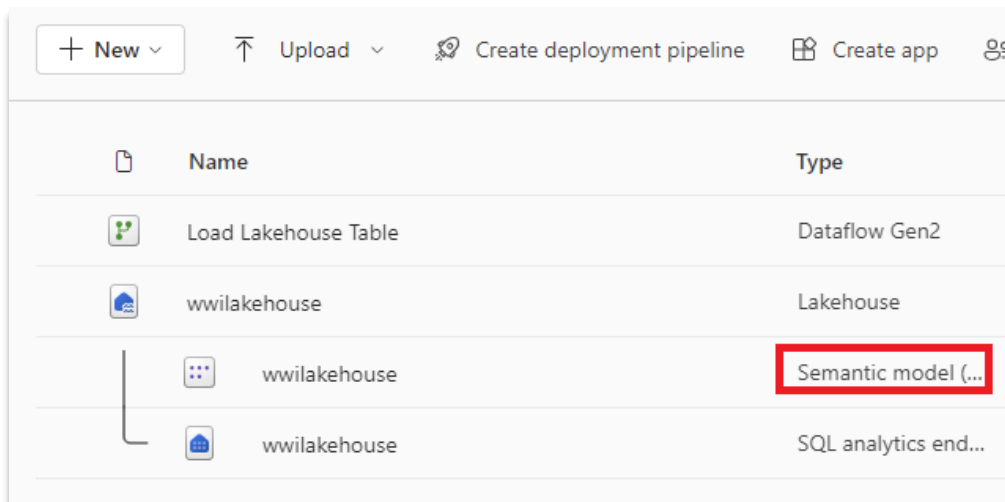 New Upload Create deployment pipeline Create app
Name Type
Load Lakehouse Table Dataflow Gen2
wwilakehouse Lakehouse
wwilakehouse Semantic model (...
wwilakehouse SQL analytics end...